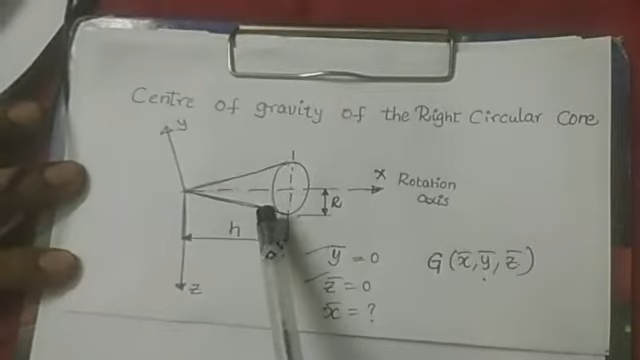 Centre of gravity of the Right Circular Cone
y
x Rotation axis
R
h
z
y̅ = 0
z̅ = 0
x̅ = ?
G (x̅, y̅, z̅)